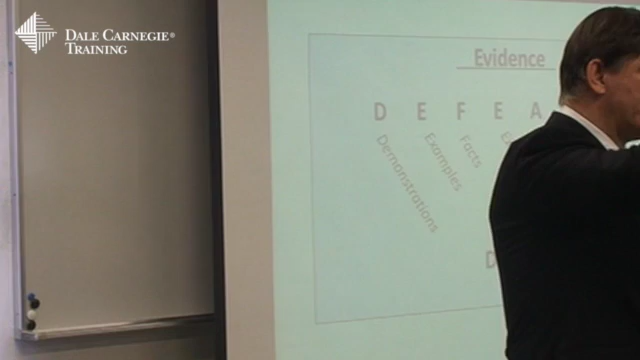 DALE CARNEGIE®
TRAINING
Evidence
D E F E A
Demonstrations
Examples
Facts
D